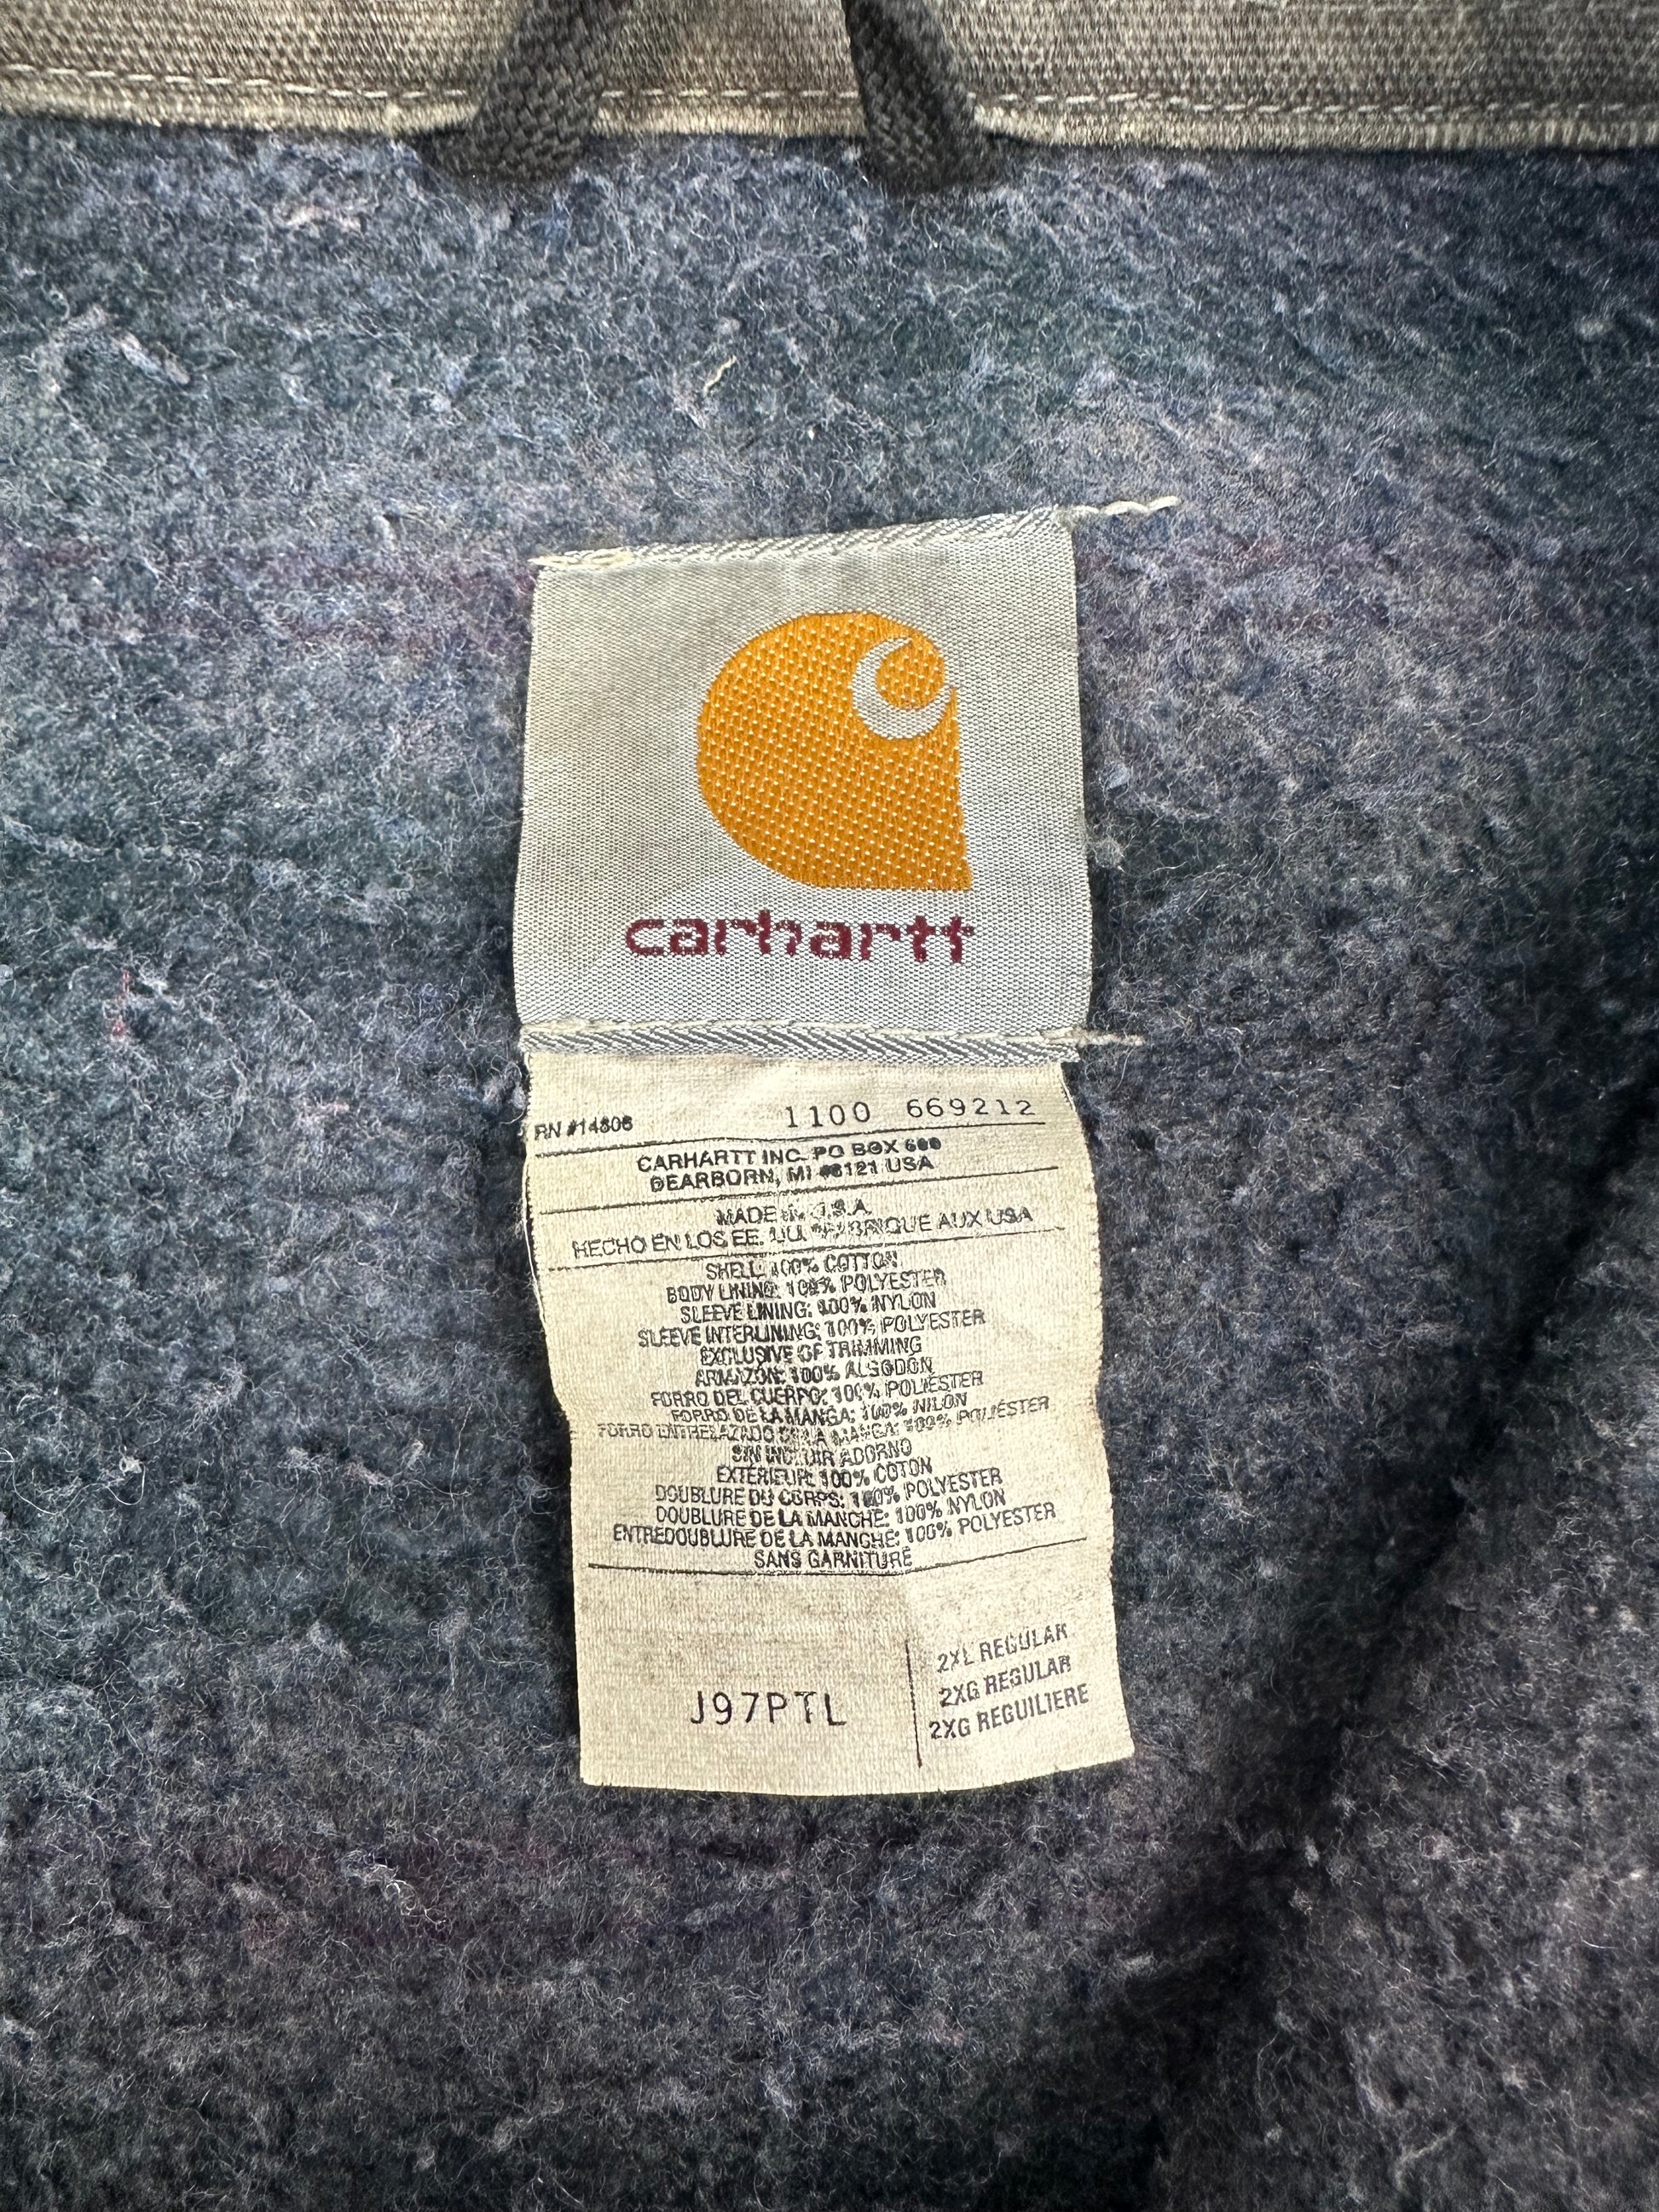 carhartt
RN #14806 1100 669212
CARHARTT INC. PO BOX 600
DEARBORN, MI 48121 USA
MADE IN U.S.A.
HECHO EN LOS EE. UU. FABRIQUE AUX USA
SHELL: 100% COTTON
BODY LINING: 100% POLYESTER
SLEEVE LINING: 100% NYLON
SLEEVE INTERLINING: 100% POLYESTER
EXCLUSIVE OF TRIMMING
ARMAZON: 100% ALGODON
FORRO DEL CUERPO: 100% POLIESTER
FORRO DE LA MANGA: 100% NILON
FORRO ENTRELAZADO DE LA MANGA: 100% POLIESTER
SIN INCLUIR ADORNO
EXTERIEUR: 100% COTON
DOUBLURE DU CORPS: 100% POLYESTER
DOUBLURE DE LA MANCHE: 100% NYLON
ENTREDOUBLURE DE LA MANCHE: 100% POLYESTER
SANS GARNITURE
J97PTL
2XL REGULAR
2XG REGULAR
2XG REGUILIERE